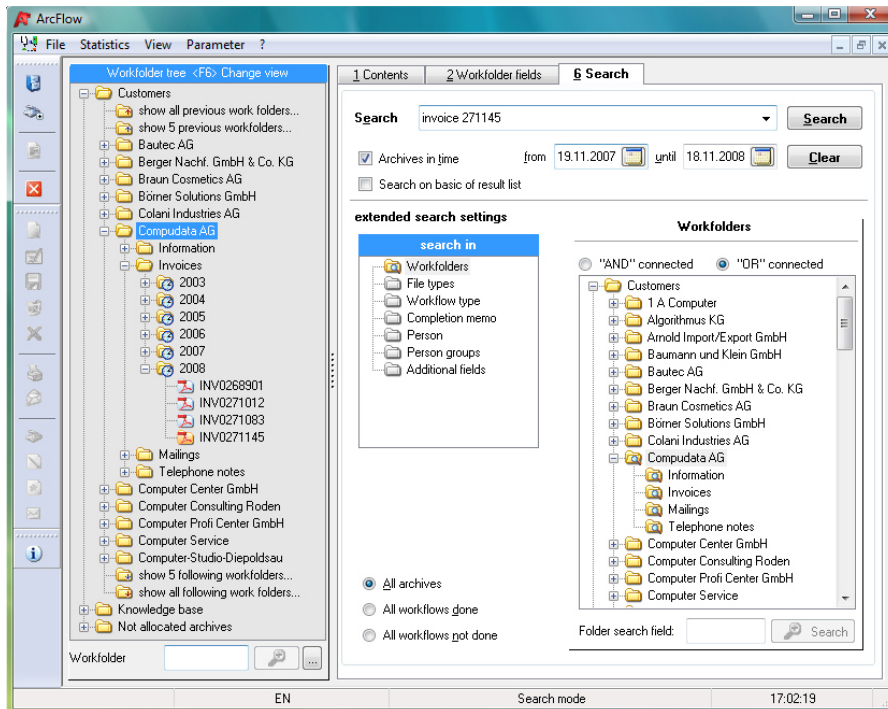 ArcFlow
File Statistics View Parameter ?
Workfolder tree <F6> Change view
Customers
show all previous work folders...
show 5 previous workfolders...
Bautec AG
Berger Nachf. GmbH & Co. KG
Braun Cosmetics AG
Börner Solutions GmbH
Colani Industries AG
Compudata AG
Information
Invoices
2003
2004
2005
2006
2007
2008
INV0268901
INV0271012
INV0271083
INV0271145
Mailings
Telephone notes
Computer Center GmbH
Computer Consulting Roden
Computer Profi Center GmbH
Computer Service
Computer-Studio-Diepoldsau
show 5 following workfolders...
show all following work folders...
Knowledge base
Not allocated archives
Workfolder ...
1 Contents 2 Workfolder fields 6 Search
Search invoice 271145 Search
Archives in time from 19.11.2007 until 18.11.2008 Clear
Search on basic of result list
extended search settings
search in
Workfolders
File types
Workflow type
Completion memo
Person
Person groups
Additional fields
All archives
All workflows done
All workflows not done
Workfolders
"AND" connected "OR" connected
Customers
1 A Computer
Algorithmus KG
Arnold Import/Export GmbH
Baumann und Klein GmbH
Bautec AG
Berger Nachf. GmbH & Co. KG
Braun Cosmetics AG
Börner Solutions GmbH
Colani Industries AG
Compudata AG
Information
Invoices
Mailings
Telephone notes
Computer Center GmbH
Computer Consulting Roden
Computer Profi Center GmbH
Computer Service
Folder search field: Search
EN Search mode 17:02:19